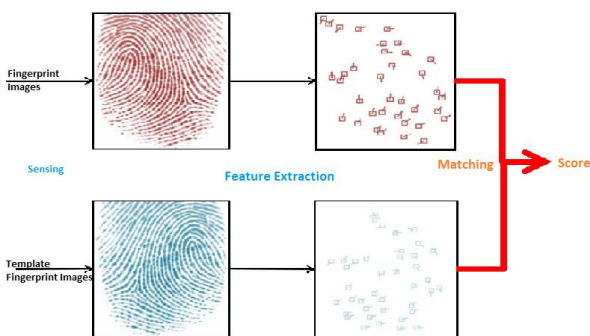 Fingerprint
Images
Sensing
Feature Extraction
Matching
Score
Template
Fingerprint Images